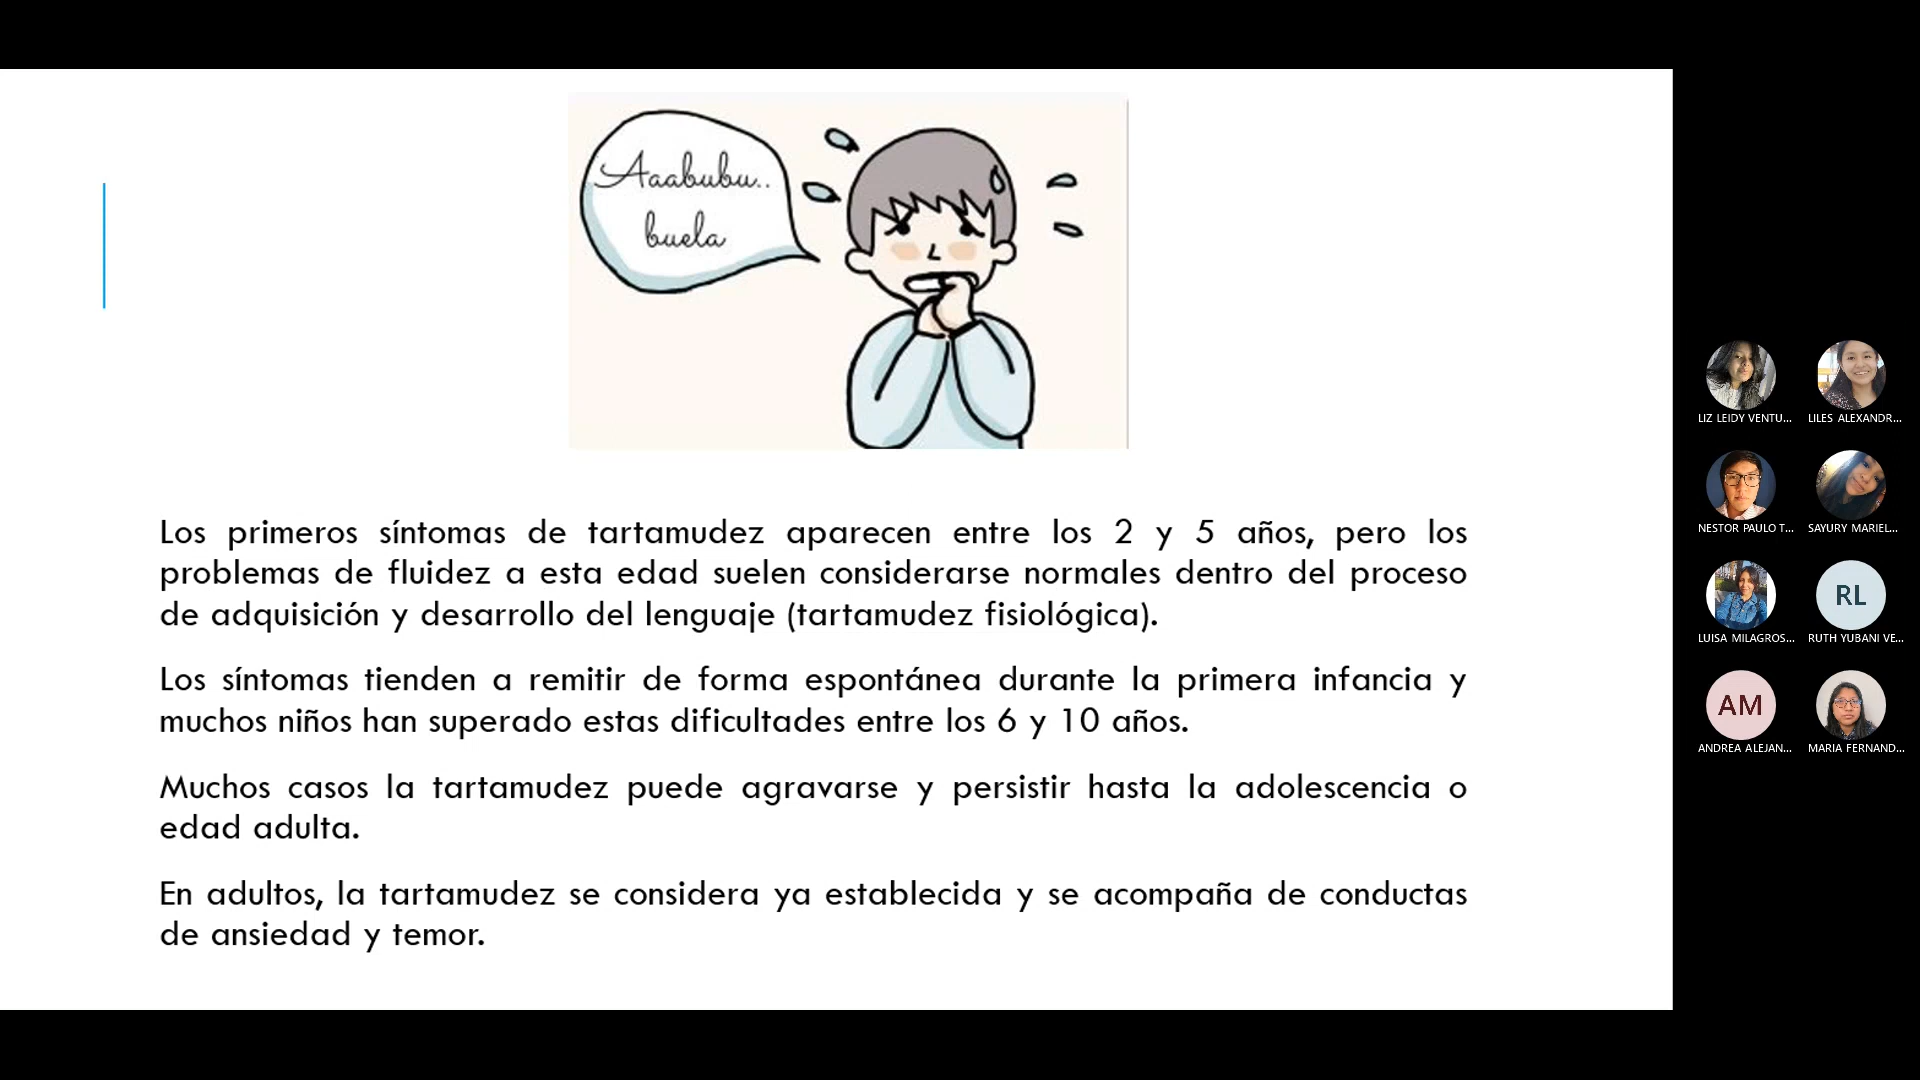 Aaabubu..
buela
Los primeros síntomas de tartamudez aparecen entre los 2 y 5 años, pero los
problemas de fluidez a esta edad suelen considerarse normales dentro del proceso
de adquisición y desarrollo del lenguaje (tartamudez fisiológica).
Los síntomas tienden a remitir de forma espontánea durante la primera infancia y
muchos niños han superado estas dificultades entre los 6 y 10 años.
Muchos casos la tartamudez puede agravarse y persistir hasta la adolescencia o
edad adulta.
En adultos, la tartamudez se considera ya establecida y se acompaña de conductas
de ansiedad y temor.
LIZ LEIDY VENTU...
LILES ALEXANDR...
NESTOR PAULO T...
SAYURY MARIEL...
LUISA MILAGROS...
RL
RUTH YUBANI VE...
AM
ANDREA ALEJAN...
MARIA FERNAND...